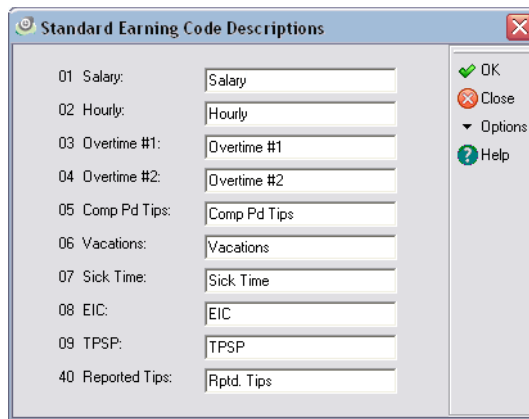 Standard Earning Code Descriptions
01 Salary: Salary
02 Hourly: Hourly
03 Overtime #1: Overtime #1
04 Overtime #2: Overtime #2
05 Comp Pd Tips: Comp Pd Tips
06 Vacations: Vacations
07 Sick Time: Sick Time
08 EIC: EIC
09 TPSP: TPSP
40 Reported Tips: Rptd. Tips
OK
Close
Options
Help